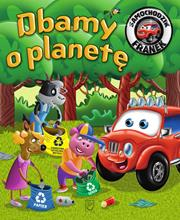 Dbamy
o planetę
SAMOCHODZIK
FRANEK
PAPIER